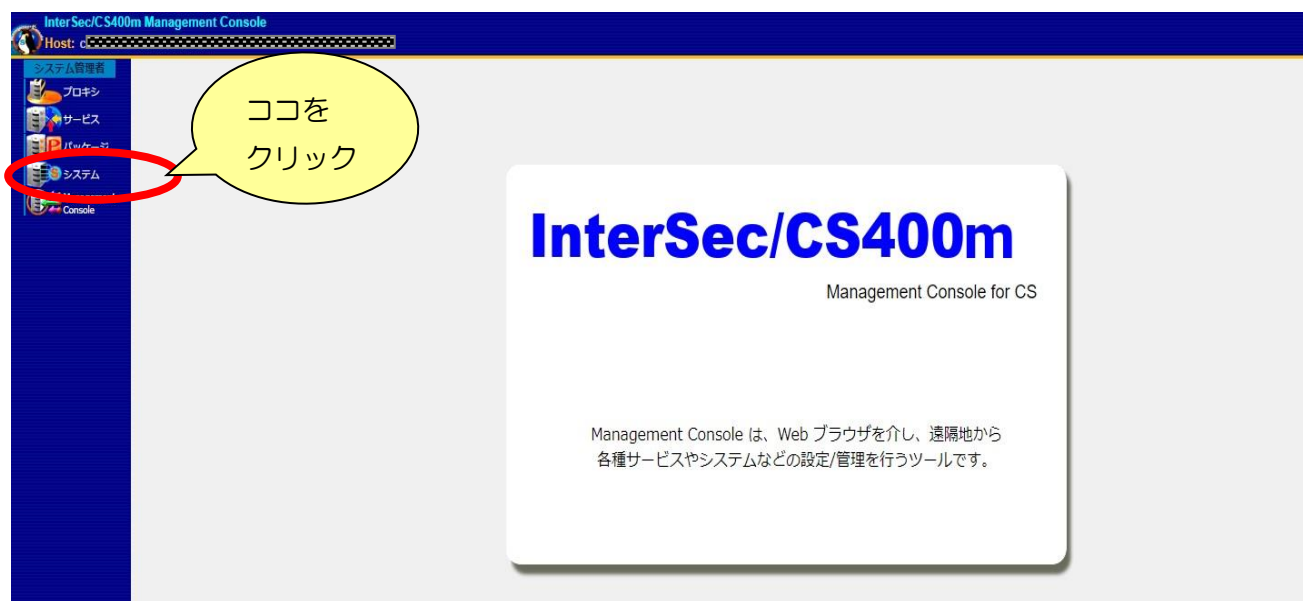 InterSec/CS400m Management Console
Host: c
システム管理者
プロキシ
サービス
パッケージ
システム
Management
Console
ココを
クリック
InterSec/CS400m
Management Console for CS
Management Console は、Web ブラウザを介し、遠隔地から
各種サービスやシステムなどの設定/管理を行うツールです。